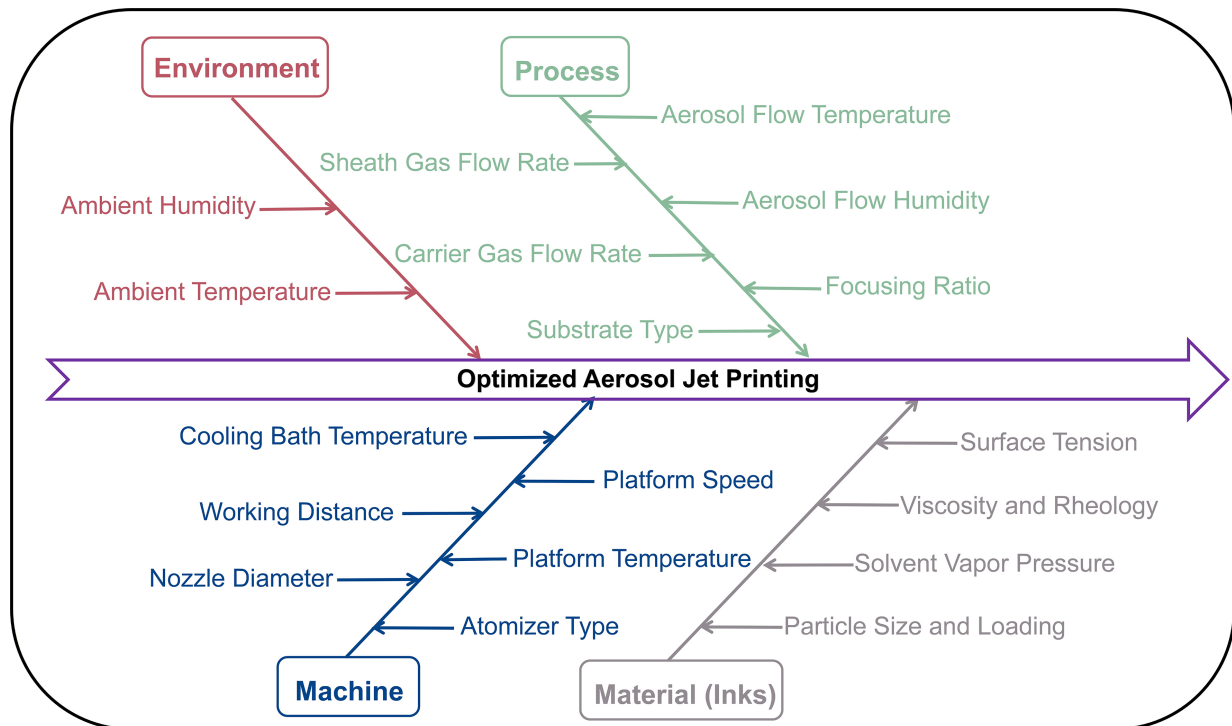 Environment
Process
Aerosol Flow Temperature
Sheath Gas Flow Rate
Ambient Humidity
Aerosol Flow Humidity
Carrier Gas Flow Rate
Ambient Temperature
Focusing Ratio
Substrate Type
Optimized Aerosol Jet Printing
Cooling Bath Temperature
Surface Tension
Platform Speed
Working Distance
Viscosity and Rheology
Platform Temperature
Solvent Vapor Pressure
Nozzle Diameter
Atomizer Type
Particle Size and Loading
Machine
Material (Inks)